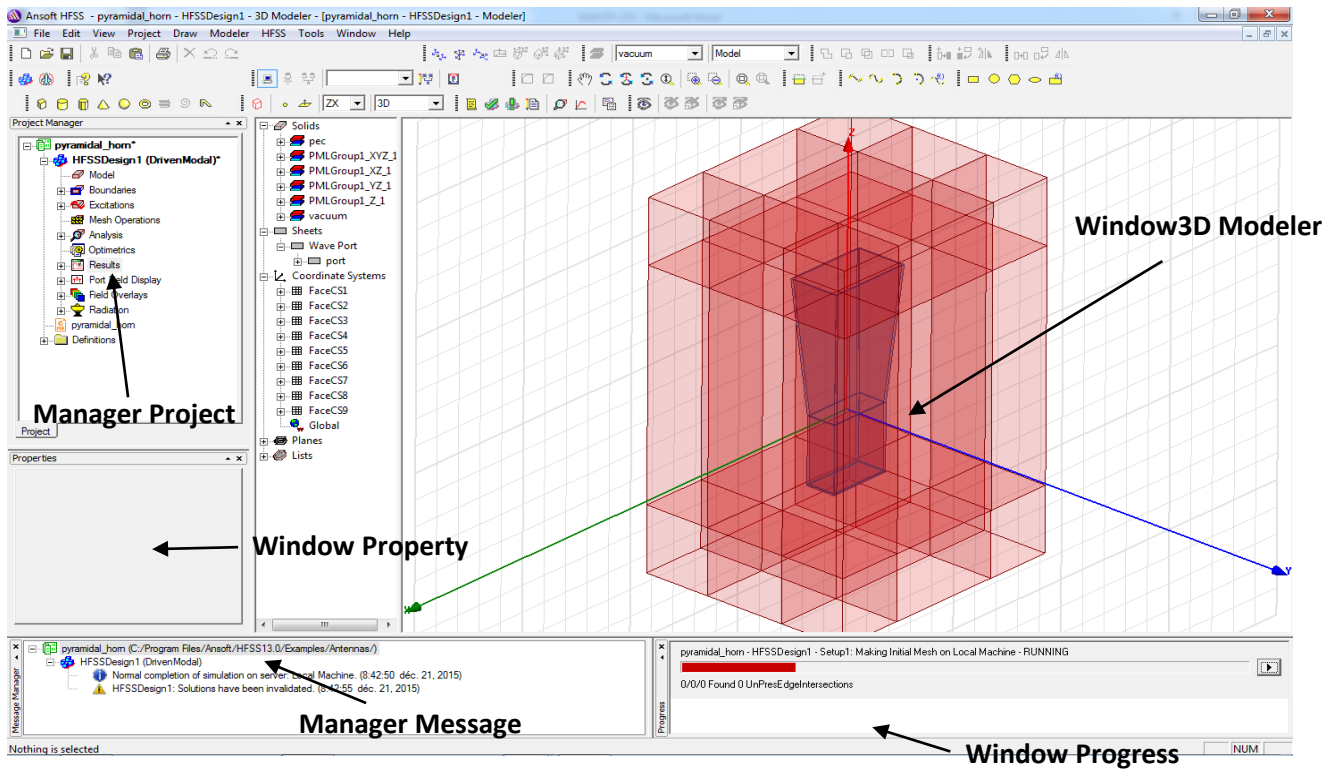 Ansoft HFSS - pyramidal_horn - HFSSDesign1 - 3D Modeler - [pyramidal_horn - HFSSDesign1 - Modeler]
File Edit View Project Draw Modeler HFSS Tools Window Help
vacuum Model
ZX 3D
Project Manager
pyramidal_horn*
HFSSDesign1 (DrivenModal)*
Model
Boundaries
Excitations
Mesh Operations
Analysis
Optimetrics
Results
Port Field Display
Field Overlays
Radiation
pyramidal_horn
Definitions
Manager Project
Project
Properties
Window Property
Solids
pec
PMLGroup1_XYZ_1
PMLGroup1_XZ_1
PMLGroup1_YZ_1
PMLGroup1_Z_1
vacuum
Sheets
Wave Port
port
Coordinate Systems
FaceCS1
FaceCS2
FaceCS3
FaceCS4
FaceCS5
FaceCS6
FaceCS7
FaceCS8
FaceCS9
Global
Planes
Lists
Z
Window3D Modeler
X
Y
Message Manager
pyramidal_horn (C:/Program Files/Ansoft/HFSS13.0/Examples/Antennas/)
HFSSDesign1 (DrivenModal)
Normal completion of simulation on server: Local Machine. (8:42:50 déc. 21, 2015)
HFSSDesign1: Solutions have been invalidated. (8:42:55 déc. 21, 2015)
Manager Message
Progress
pyramidal_horn - HFSSDesign1 - Setup1: Making Initial Mesh on Local Machine - RUNNING
0/0/0 Found 0 UnPresEdgeIntersections
Window Progress
Nothing is selected
NUM